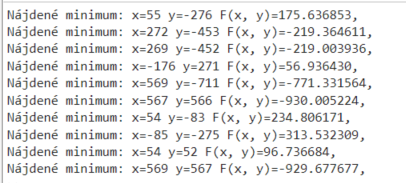 Nájdené minimum: x=55 y=-276 F(x, y)=175.636853,
Nájdené minimum: x=272 y=-453 F(x, y)=-219.364611,
Nájdené minimum: x=269 y=-452 F(x, y)=-219.003936,
Nájdené minimum: x=-176 y=271 F(x, y)=56.936430,
Nájdené minimum: x=569 y=-711 F(x, y)=-771.331564,
Nájdené minimum: x=567 y=566 F(x, y)=-930.005224,
Nájdené minimum: x=54 y=-83 F(x, y)=234.806171,
Nájdené minimum: x=-85 y=-275 F(x, y)=313.532309,
Nájdené minimum: x=54 y=52 F(x, y)=96.736684,
Nájdené minimum: x=569 y=567 F(x, y)=-929.677677,